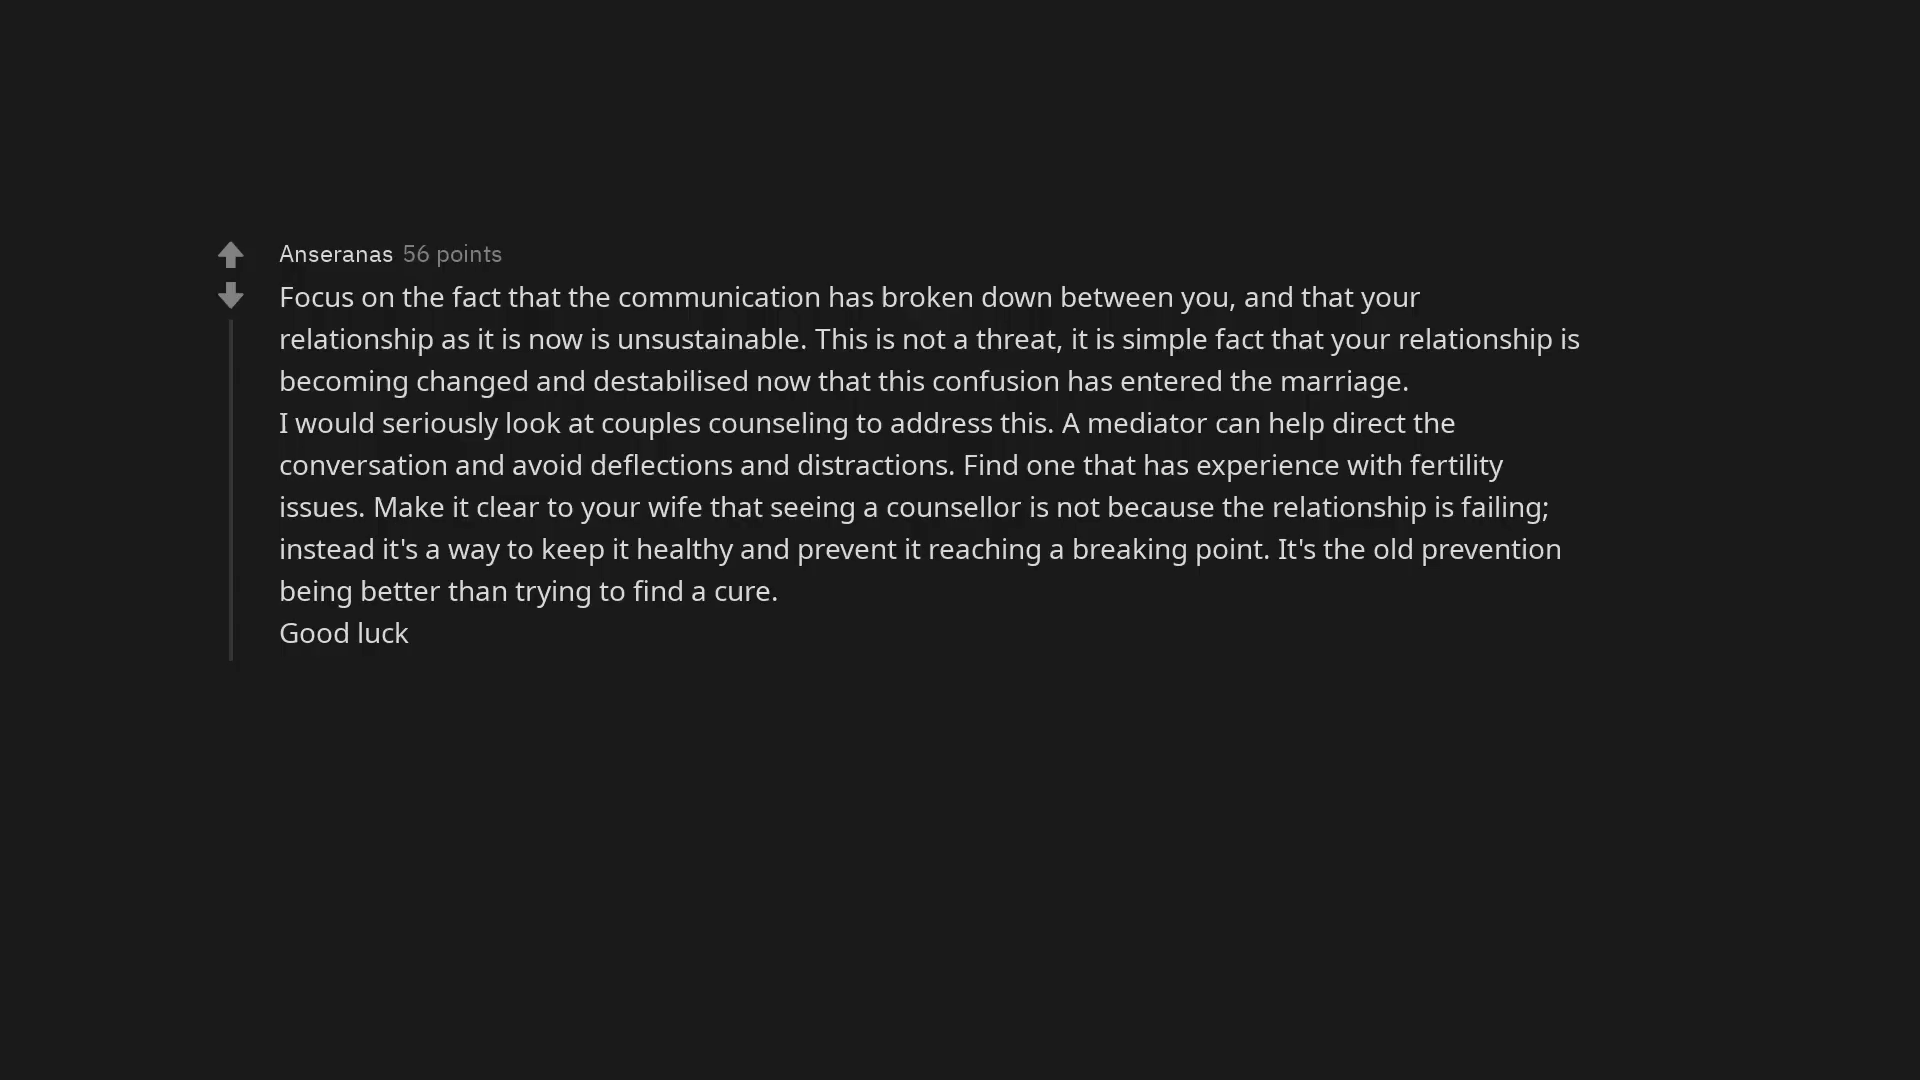 Anseranas 56 points
Focus on the fact that the communication has broken down between you, and that your
relationship as it is now is unsustainable. This is not a threat, it is simple fact that your relationship is
becoming changed and destabilised now that this confusion has entered the marriage.
I would seriously look at couples counseling to address this. A mediator can help direct the
conversation and avoid deflections and distractions. Find one that has experience with fertility
issues. Make it clear to your wife that seeing a counsellor is not because the relationship is failing;
instead it's a way to keep it healthy and prevent it reaching a breaking point. It's the old prevention
being better than trying to find a cure.
Good luck